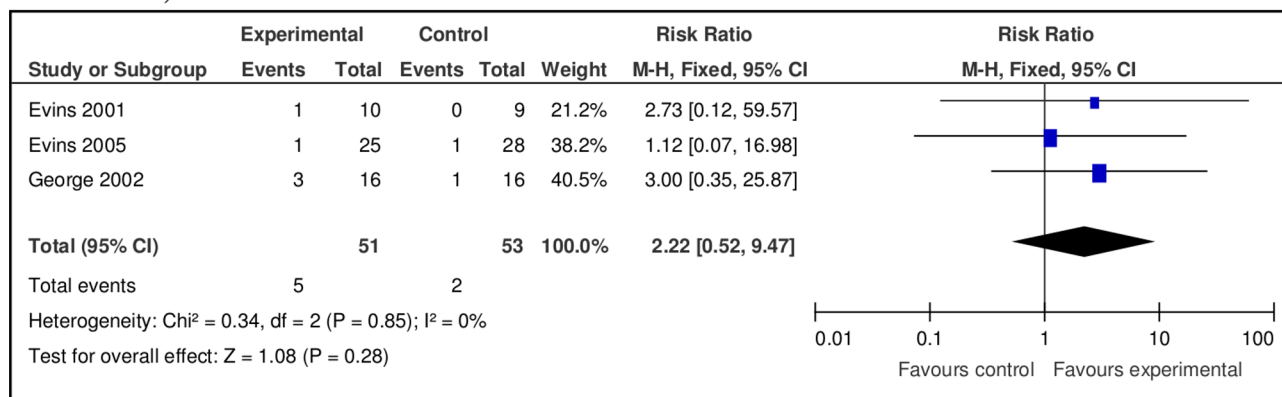 Experimental Control Risk Ratio Risk Ratio
Study or Subgroup Events Total Events Total Weight M-H, Fixed, 95% CI M-H, Fixed, 95% CI
Evins 2001 1 10 0 9 21.2% 2.73 [0.12, 59.57]
Evins 2005 1 25 1 28 38.2% 1.12 [0.07, 16.98]
George 2002 3 16 1 16 40.5% 3.00 [0.35, 25.87]
Total (95% CI) 51 53 100.0% 2.22 [0.52, 9.47]
Total events 5 2
Heterogeneity: Chi² = 0.34, df = 2 (P = 0.85); I² = 0%
Test for overall effect: Z = 1.08 (P = 0.28)
0.01 0.1 1 10 100
Favours control Favours experimental